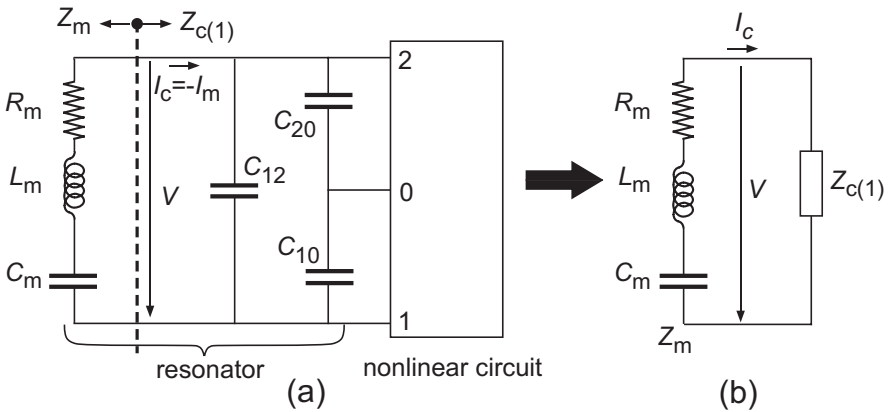 Zm Zc(1)
Ic=-Im
Rm
Lm
Cm
V
C12
C20
C10
2
0
1
resonator
nonlinear circuit
(a)
Ic
Rm
Lm
Cm
V
Zc(1)
Zm
(b)